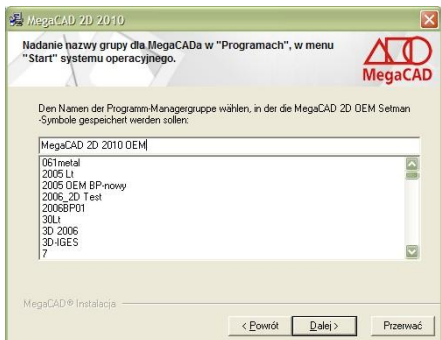 MegaCAD 2D 2010
Nadanie nazwy grupy dla MegaCADa w "Programach", w menu
"Start" systemu operacyjnego.
MegaCAD
Den Namen der Programm-Managergruppe wählen, in der die MegaCAD 2D OEM Setman
-Symbole gespeichert werden sollen:
MegaCAD 2D 2010 OEM
061metal
2005 Lt
2005 OEM BP-nowy
2006_2D Test
2006BP01
30Lt
3D 2006
3D-IGES
7
MegaCAD® Instalacja
< Powrót
Dalej >
Przerwać